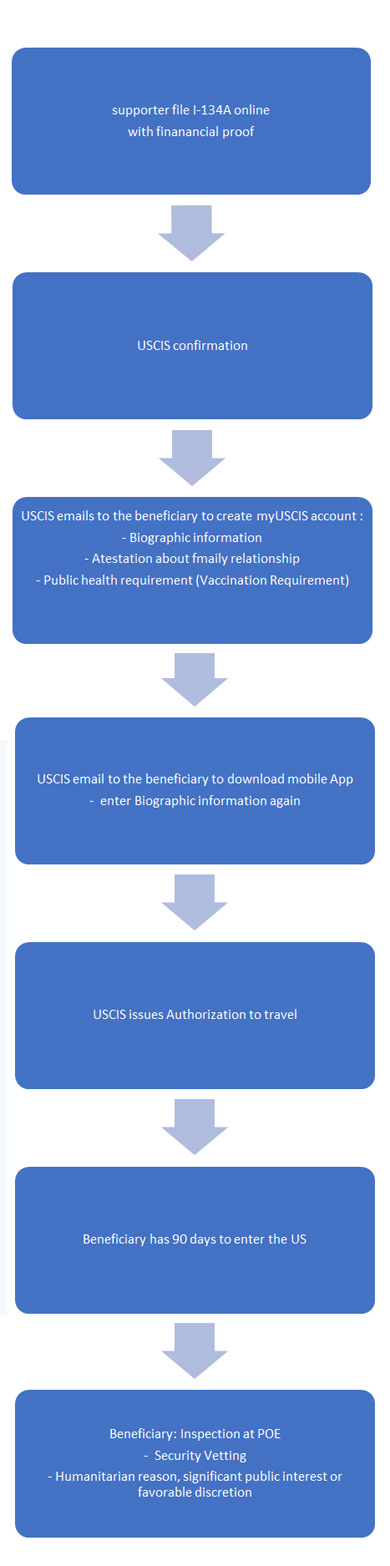 supporter file I-134A online
with finanancial proof
USCIS confirmation
USCIS emails to the beneficiary to create myUSCIS account :
- Biographic information
- Atestation about fmaily relationship
- Public health requirement (Vaccination Requirement)
USCIS email to the beneficiary to download mobile App
- enter Biographic information again
USCIS issues Authorization to travel
Beneficiary has 90 days to enter the US
Beneficiary: Inspection at POE
- Security Vetting
- Humanitarian reason, significant public interest or
favorable discretion